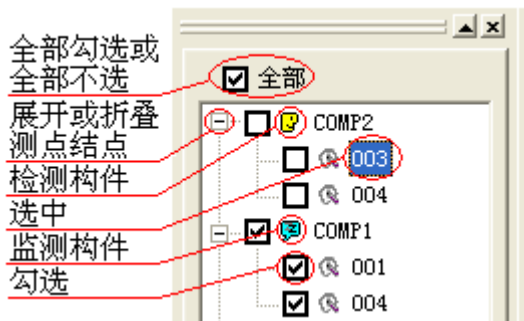 全部勾选或
全部不选
展开或折叠
测点结点
检测构件
选中
监测构件
勾选
全部
COMP2
003
004
COMP1
001
004